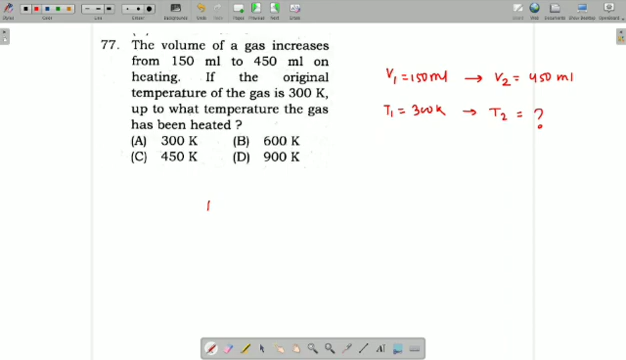 77. The volume of a gas increases
from 150 ml to 450 ml on
heating. If the original
temperature of the gas is 300 K,
up to what temperature the gas
has been heated ?
(A) 300 K (B) 600 K
(C) 450 K (D) 900 K
V₁ = 150 ml → V₂ = 450 ml
T₁ = 300 K → T₂ = ?